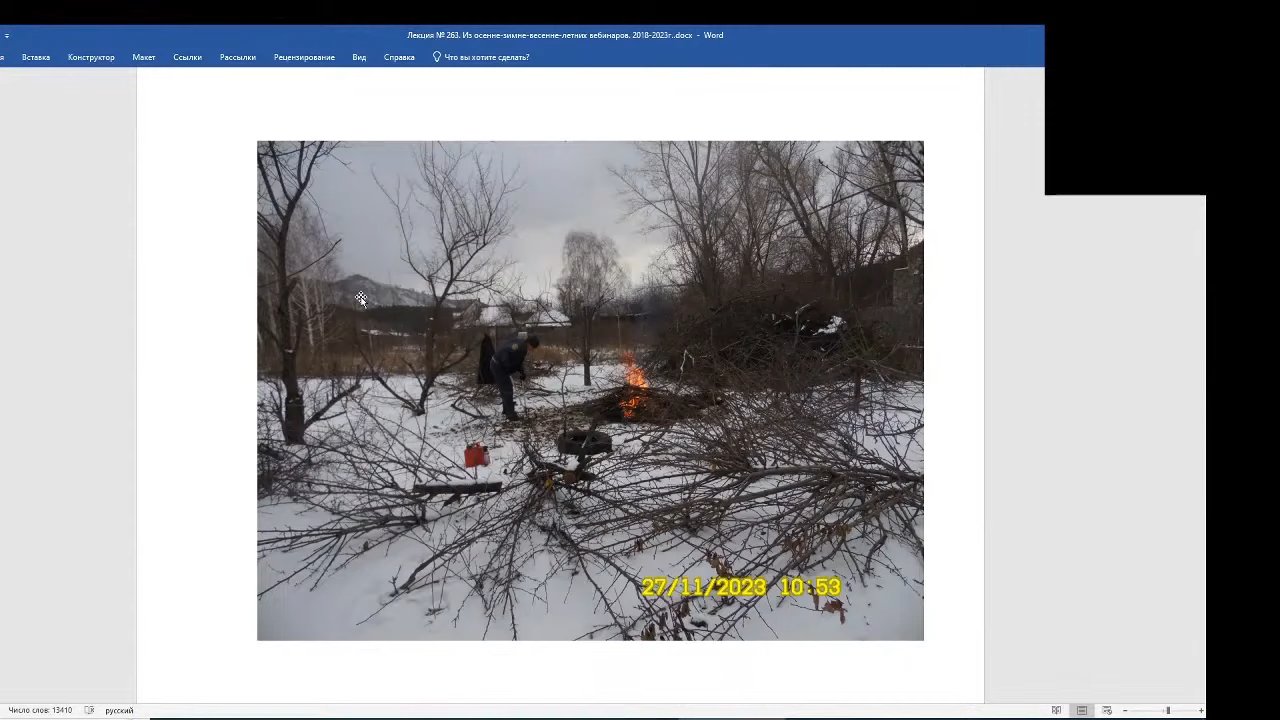 Лекция № 263. Из осенне-зимне-весенне-летних вебинаров. 2018-2023г..docx - Word
я Вставка Конструктор Макет Ссылки Рассылки Рецензирование Вид Справка Что вы хотите сделать?
27/11/2023 10:53
Число слов: 13410 русский